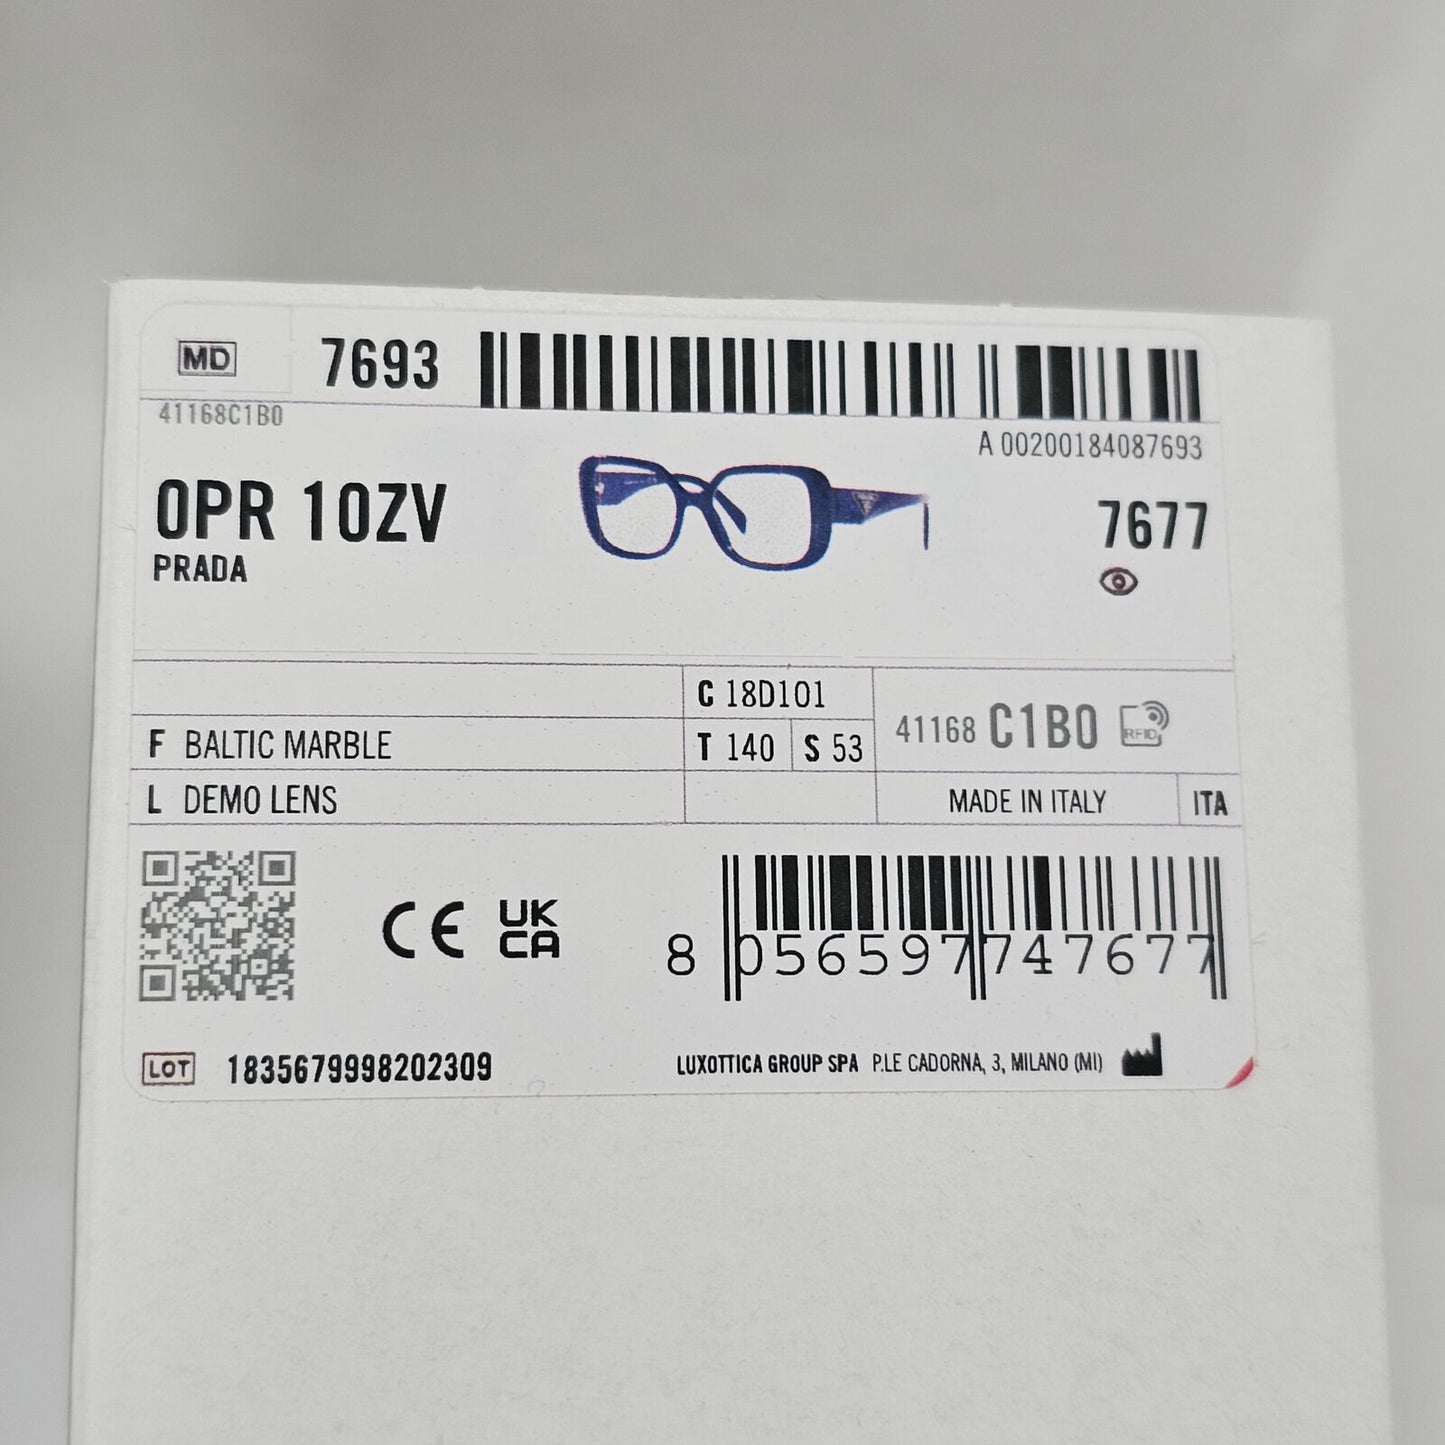 MD 7693
41168C1B0
A 00200184087693
0PR 10ZV
PRADA
7677
C 18D101
F BALTIC MARBLE
T 140 S 53
41168 C1B0 RFID
L DEMO LENS
MADE IN ITALY ITA
CE UK
CA
8 056597 747677
LOT 1835679998202309
LUXOTTICA GROUP SPA P.LE CADORNA, 3, MILANO (MI)